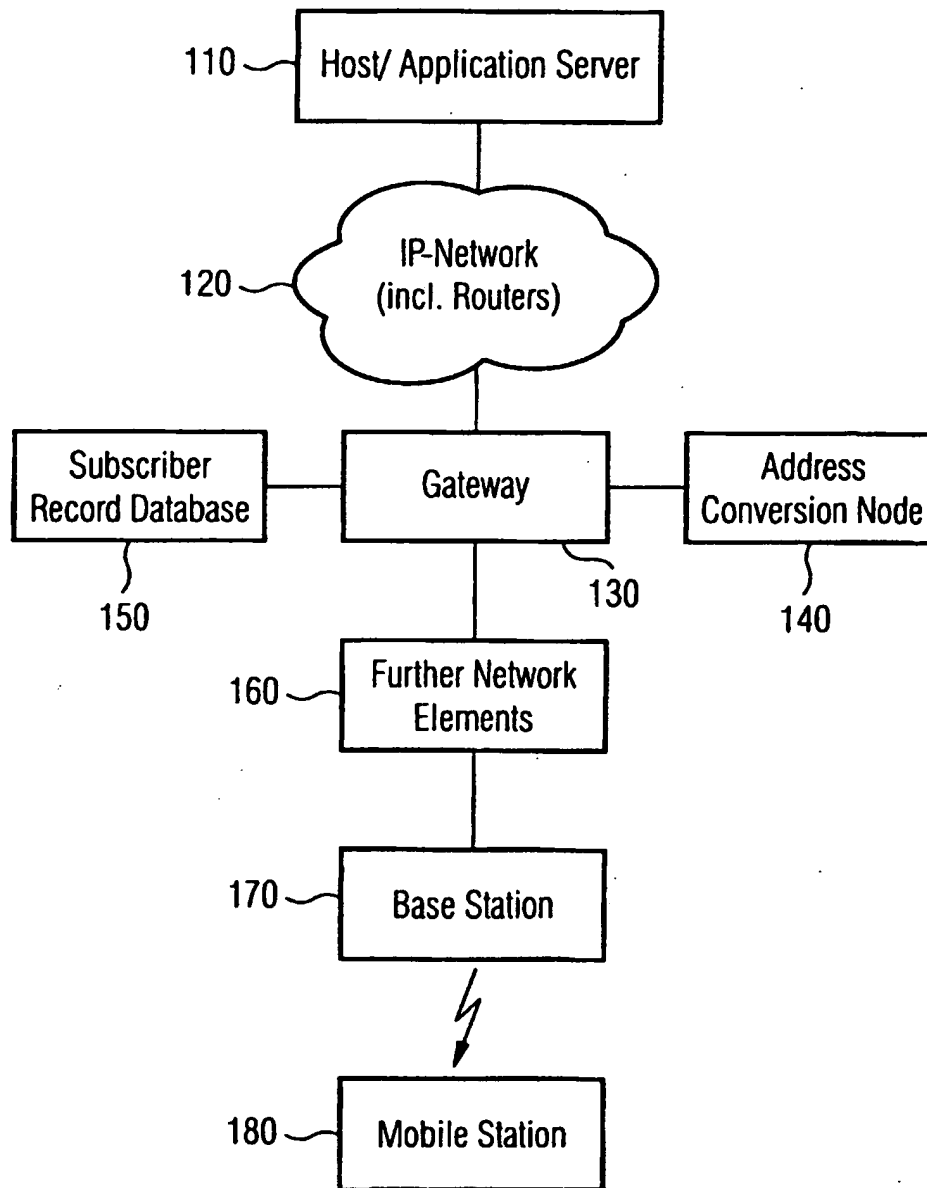 110
Host/ Application Server
120
IP-Network
(incl. Routers)
Subscriber
Record Database
Gateway
Address
Conversion Node
150
130
140
160
Further Network
Elements
170
Base Station
180
Mobile Station